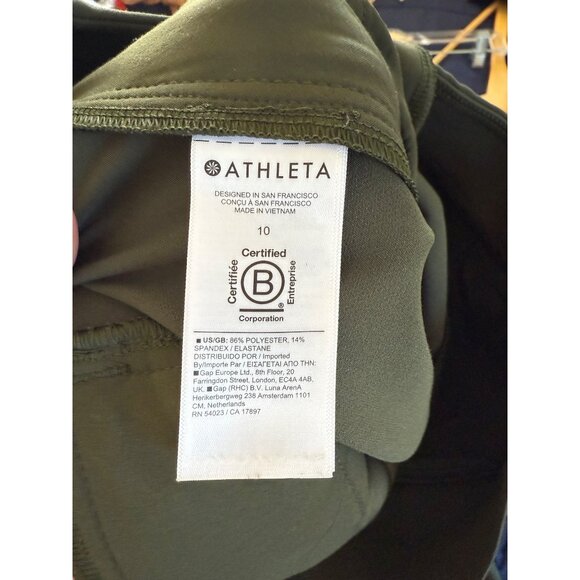 ATHLETA
DESIGNED IN SAN FRANCISCO
CONÇU À SAN FRANCISCO
MADE IN VIETNAM
10
Certified
Certifiée
B
Entreprise
®
Corporation
■ US/GB: 86% POLYESTER, 14%
SPANDEX / ELASTANE
DISTRIBUIDO POR / Imported
By/Importe Par / ΕΙΣΑΓΕΤΑΙ ΑΠΟ ΤΗΝ:
■Gap Europe Ltd., 8th Floor, 20
Farringdon Street, London, EC4A 4AB,
UK. ■Gap (RHC) B.V. Luna ArenA
Herikerbergweg 238 Amsterdam 1101
CM, Netherlands
RN 54023 / CA 17897